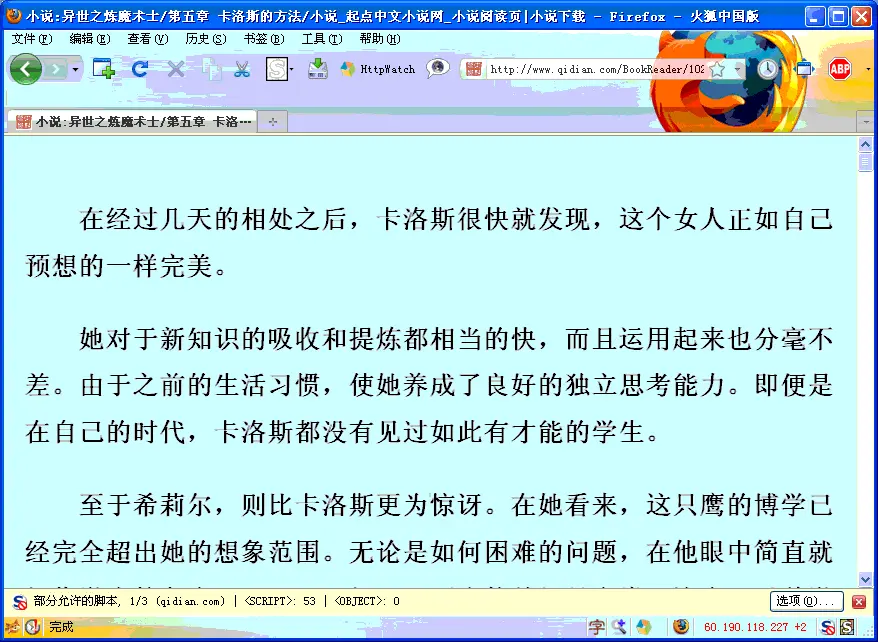 小说:异世之炼魔术士/第五章 卡洛斯的方法/小说_起点中文小说网_小说阅读页|小说下载 - Firefox - 火狐中国版
文件(F) 编辑(E) 查看(V) 历史(S) 书签(B) 工具(T) 帮助(H)
S HttpWatch http://www.qidian.com/BookReader/102 ABP
小说:异世之炼魔术士/第五章 卡洛…
在经过几天的相处之后，卡洛斯很快就发现，这个女人正如自己
预想的一样完美。
她对于新知识的吸收和提炼都相当的快，而且运用起来也分毫不
差。由于之前的生活习惯，使她养成了良好的独立思考能力。即便是
在自己的时代，卡洛斯都没有见过如此有才能的学生。
至于希莉尔，则比卡洛斯更为惊讶。在她看来，这只鹰的博学已
经完全超出她的想象范围。无论是如何困难的问题，在他眼中简直就
部分允许的脚本, 1/3 (qidian.com) | <SCRIPT>: 53 | <OBJECT>: 0 选项(O)...
完成 字 60.190.118.227 +2 S S